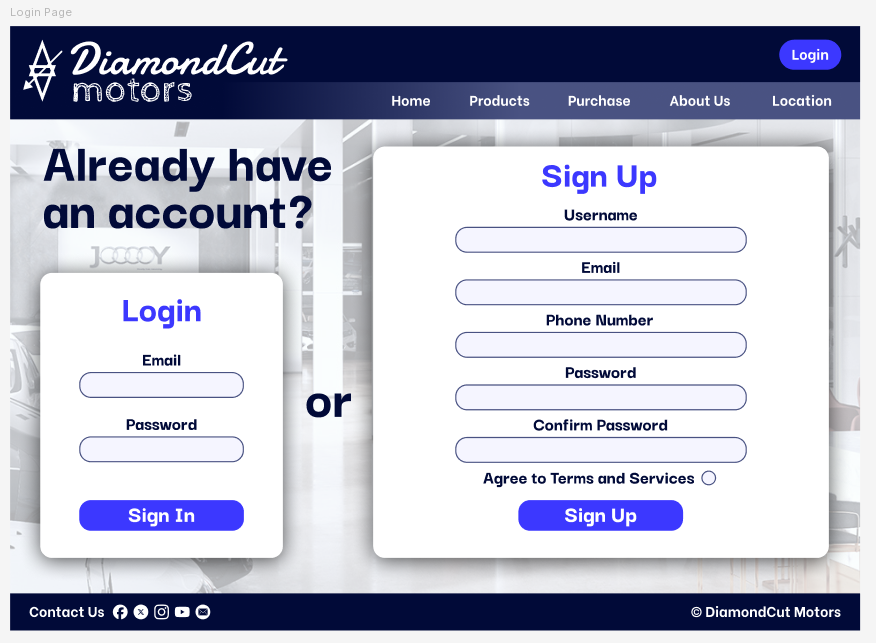 Login Page
DiamondCut
motors
Login
Home Products Purchase About Us Location
Already have
an account?
Login
Email
Password
Sign In
or
Sign Up
Username
Email
Phone Number
Password
Confirm Password
Agree to Terms and Services
Sign Up
Contact Us
© DiamondCut Motors